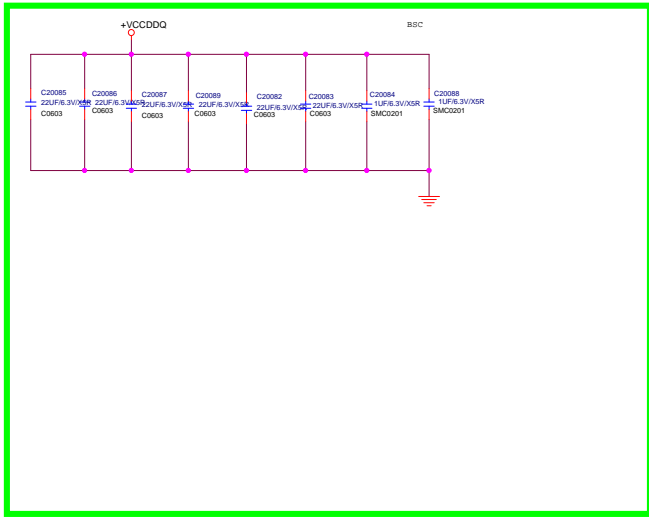 +VCCDDQ
BSC
C20085
22UF/6.3V/X5R
C0603
C20086
22UF/6.3V/X5R
C0603
C20087
22UF/6.3V/X5R
C0603
C20089
22UF/6.3V/X5R
C0603
C20082
22UF/6.3V/X5R
C0603
C20083
22UF/6.3V/X5R
C0603
C20084
1UF/6.3V/X5R
SMC0201
C20088
1UF/6.3V/X5R
SMC0201